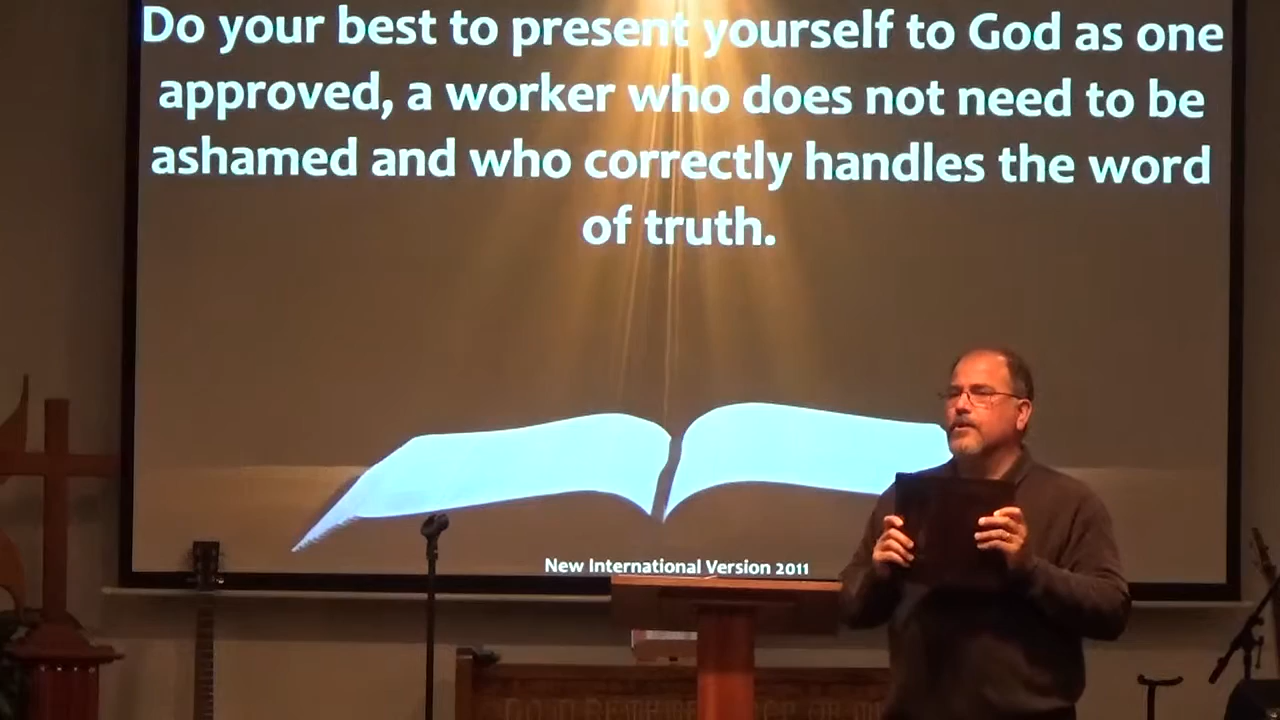 Do your best to present yourself to God as one
approved, a worker who does not need to be
ashamed and who correctly handles the word
of truth.
New International Version 2011